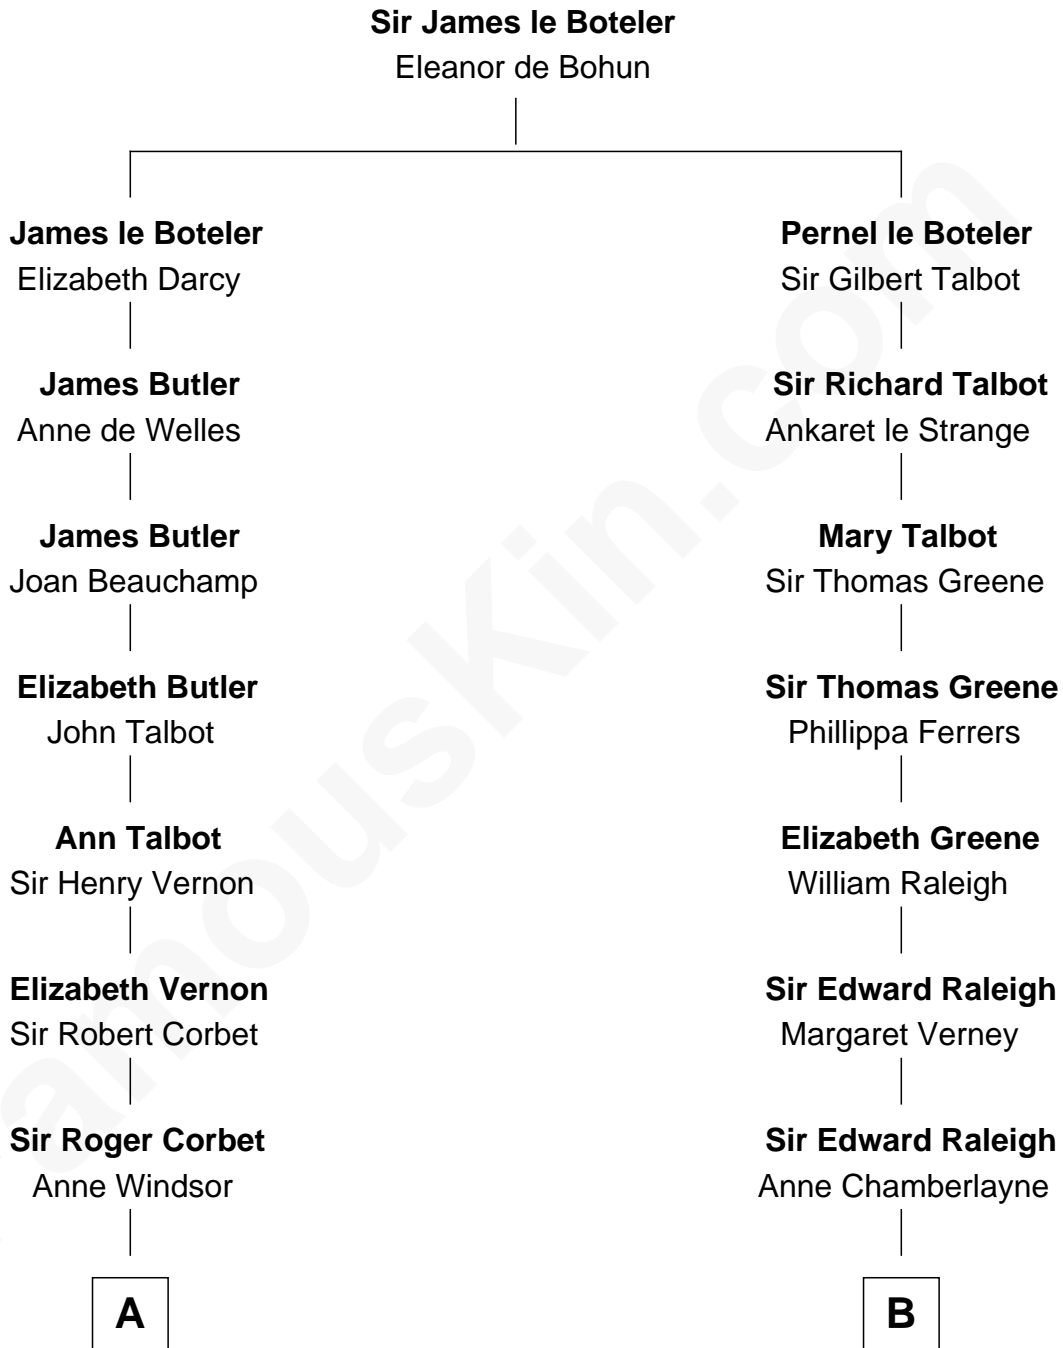 Sir James le Boteler
Eleanor de Bohun
James le Boteler
Elizabeth Darcy
Pernel le Boteler
Sir Gilbert Talbot
James Butler
Anne de Welles
Sir Richard Talbot
Ankaret le Strange
James Butler
Joan Beauchamp
Mary Talbot
Sir Thomas Greene
Elizabeth Butler
John Talbot
Sir Thomas Greene
Phillippa Ferrers
Ann Talbot
Sir Henry Vernon
Elizabeth Greene
William Raleigh
Elizabeth Vernon
Sir Robert Corbet
Sir Edward Raleigh
Margaret Verney
Sir Roger Corbet
Anne Windsor
Sir Edward Raleigh
Anne Chamberlayne
A
B
amouskin.com